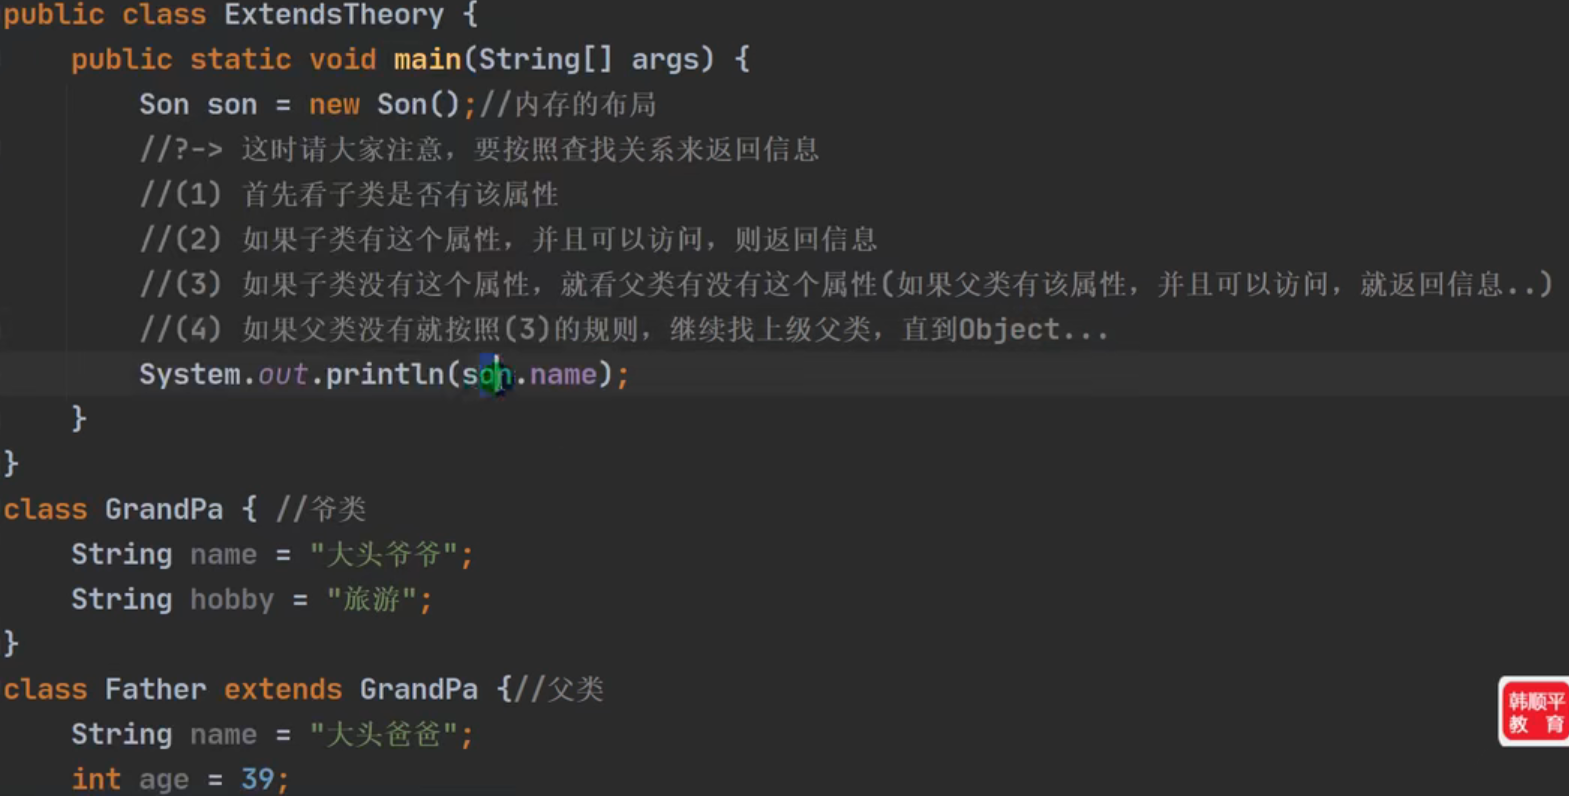 public class ExtendsTheory {
public static void main(String[] args) {
Son son = new Son();//内存的布局
//?-> 这时请大家注意，要按照查找关系来返回信息
//(1) 首先看子类是否有该属性
//(2) 如果子类有这个属性，并且可以访问，则返回信息
//(3) 如果子类没有这个属性，就看父类有没有这个属性(如果父类有该属性，并且可以访问，就返回信息..)
//(4) 如果父类没有就按照(3)的规则，继续找上级父类，直到Object...
System.out.println(son.name);
}
}
class GrandPa { //爷类
String name = "大头爷爷";
String hobby = "旅游";
}
class Father extends GrandPa {//父类
String name = "大头爸爸";
int age = 39;
韩顺平
教 育